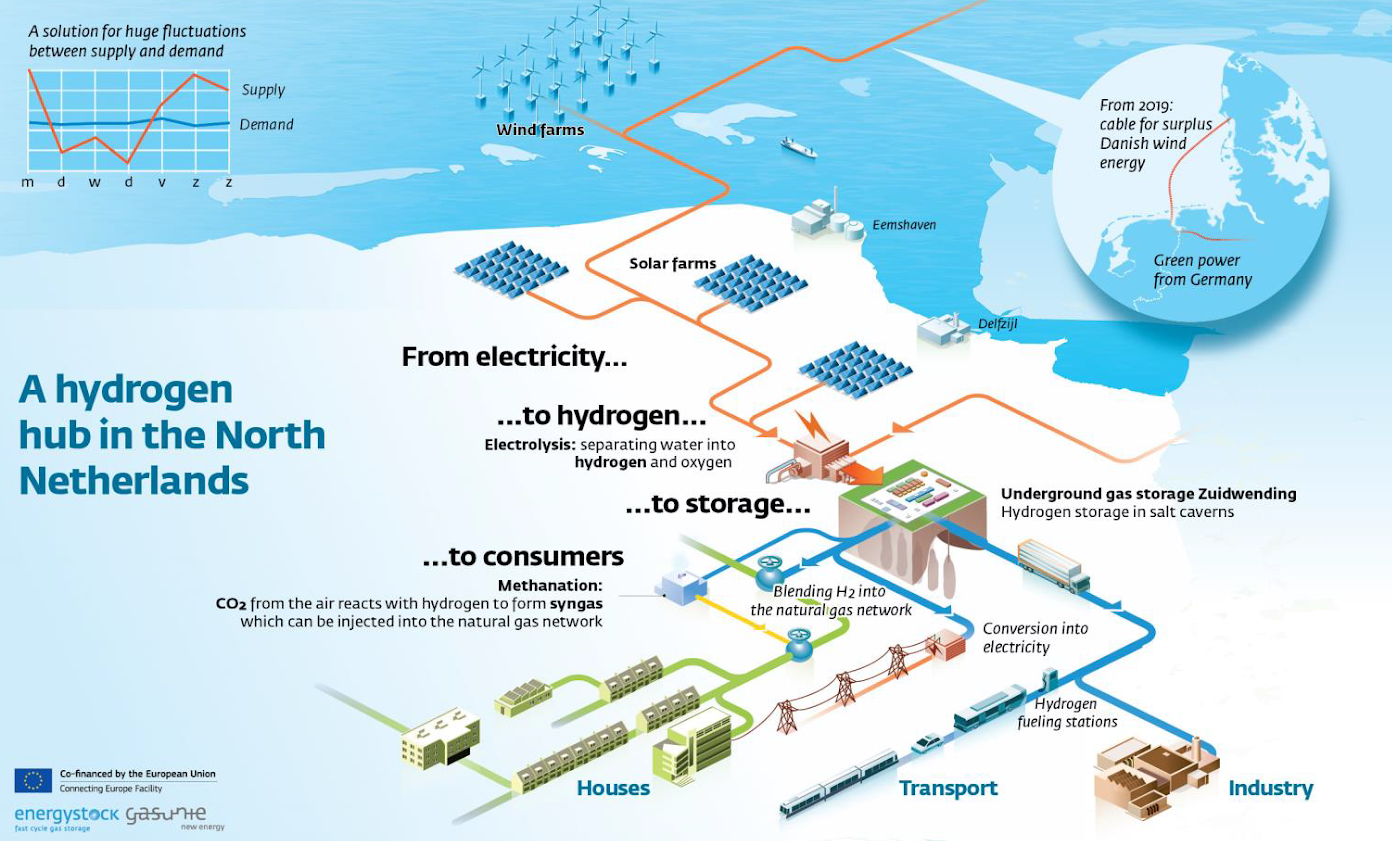 A solution for huge fluctuations
between supply and demand
Supply
Demand
m d w d v z z
Wind farms
From 2019:
cable for surplus
Danish wind
energy
Green power
from Germany
Eemshaven
Solar farms
Delfzijl
A hydrogen
hub in the North
Netherlands
From electricity...
...to hydrogen...
Electrolysis: separating water into
hydrogen and oxygen
...to storage...
Underground gas storage Zuidwending
Hydrogen storage in salt caverns
...to consumers
Methanation:
CO₂ from the air reacts with hydrogen to form syngas
which can be injected into the natural gas network
Blending H₂ into
the natural gas network
Conversion into
electricity
Hydrogen
fueling stations
Houses
Transport
Industry
Co-financed by the European Union
Connecting Europe Facility
energystock
fast cycle gas storage
gasunie
new energy